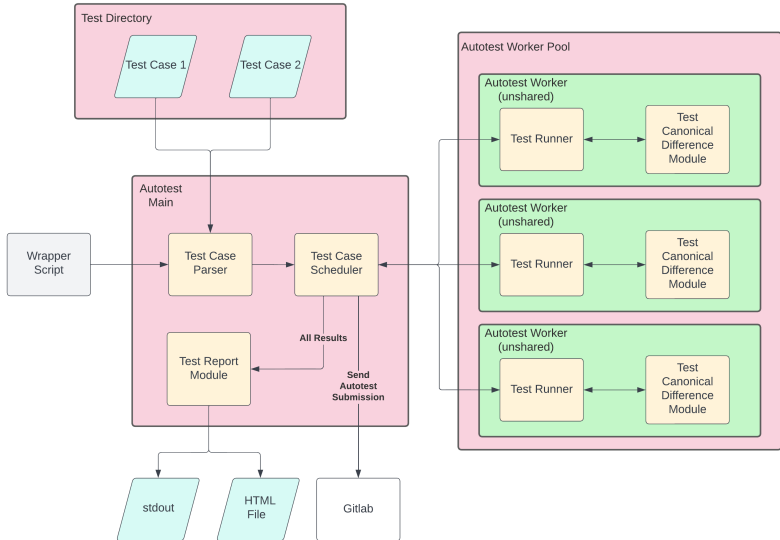 Test Directory
Test Case 1
Test Case 2
Autotest Worker Pool
Autotest Worker
(unshared)
Test Runner
Test
Canonical
Difference
Module
Autotest Worker
(unshared)
Test Runner
Test
Canonical
Difference
Module
Autotest Worker
(unshared)
Test Runner
Test
Canonical
Difference
Module
Autotest
Main
Wrapper
Script
Test Case
Parser
Test Case
Scheduler
All Results
Test Report
Module
Send
Autotest
Submission
stdout
HTML
File
Gitlab